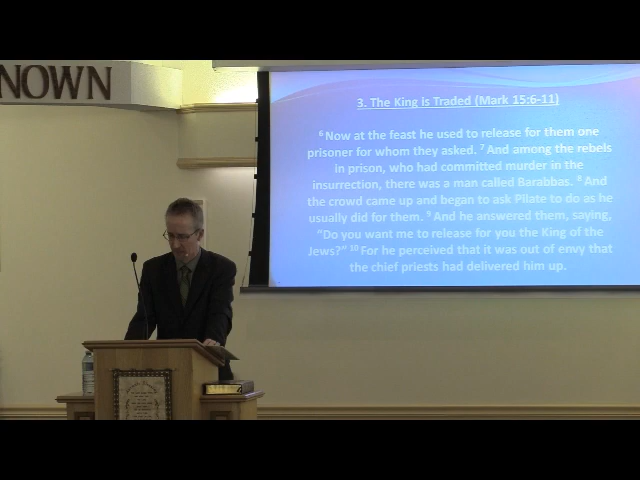 NOWN
3. The King is Traded (Mark 15:6-11)
6 Now at the feast he used to release for them one
prisoner for whom they asked. 7 And among the rebels
in prison, who had committed murder in the
insurrection, there was a man called Barabbas. 8 And
the crowd came up and began to ask Pilate to do as he
usually did for them. 9 And he answered them, saying,
"Do you want me to release for you the King of the
Jews?" 10 For he perceived that it was out of envy that
the chief priests had delivered him up.